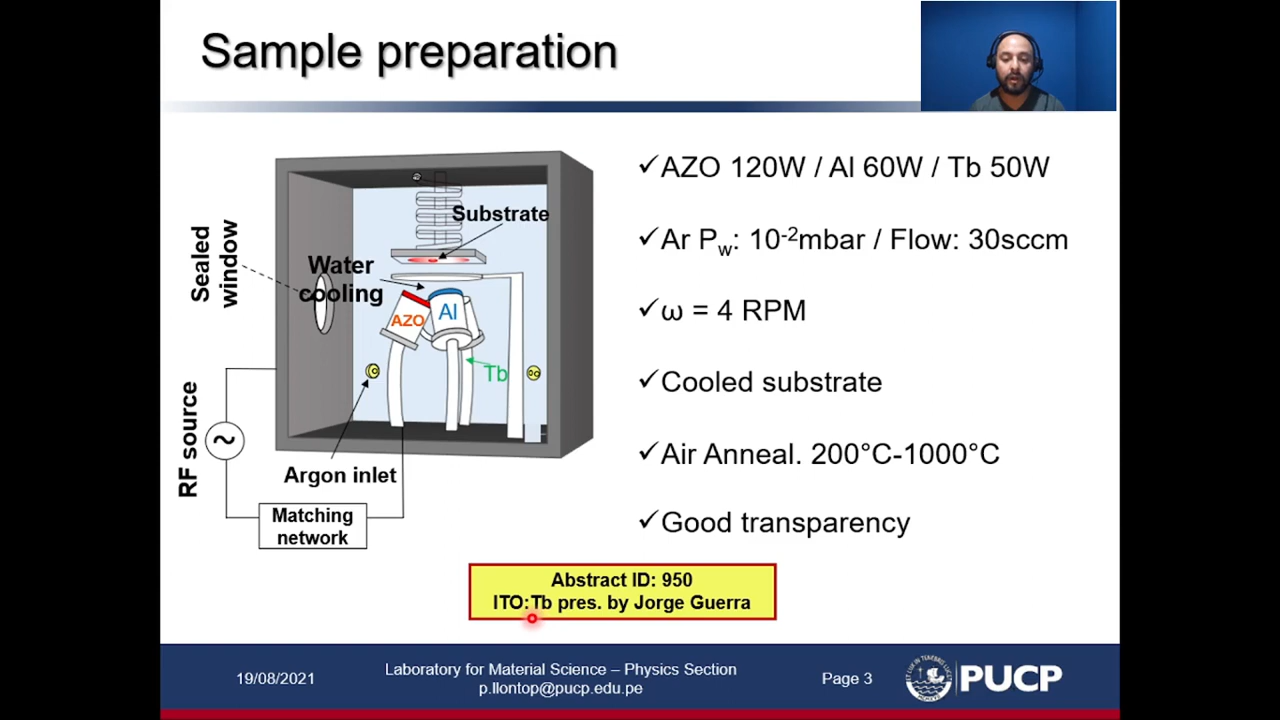 Sample preparation
✓AZO 120W / Al 60W / Tb 50W
✓Ar Pw: 10-2mbar / Flow: 30sccm
✓ω = 4 RPM
✓Cooled substrate
✓Air Anneal. 200°C-1000°C
✓Good transparency
Substrate
Water
cooling
Sealed
window
AZO
Al
Tb
RF source
~
Argon inlet
Matching
network
Abstract ID: 950
ITO:Tb pres. by Jorge Guerra
19/08/2021
Laboratory for Material Science – Physics Section
p.llontop@pucp.edu.pe
Page 3
PUCP